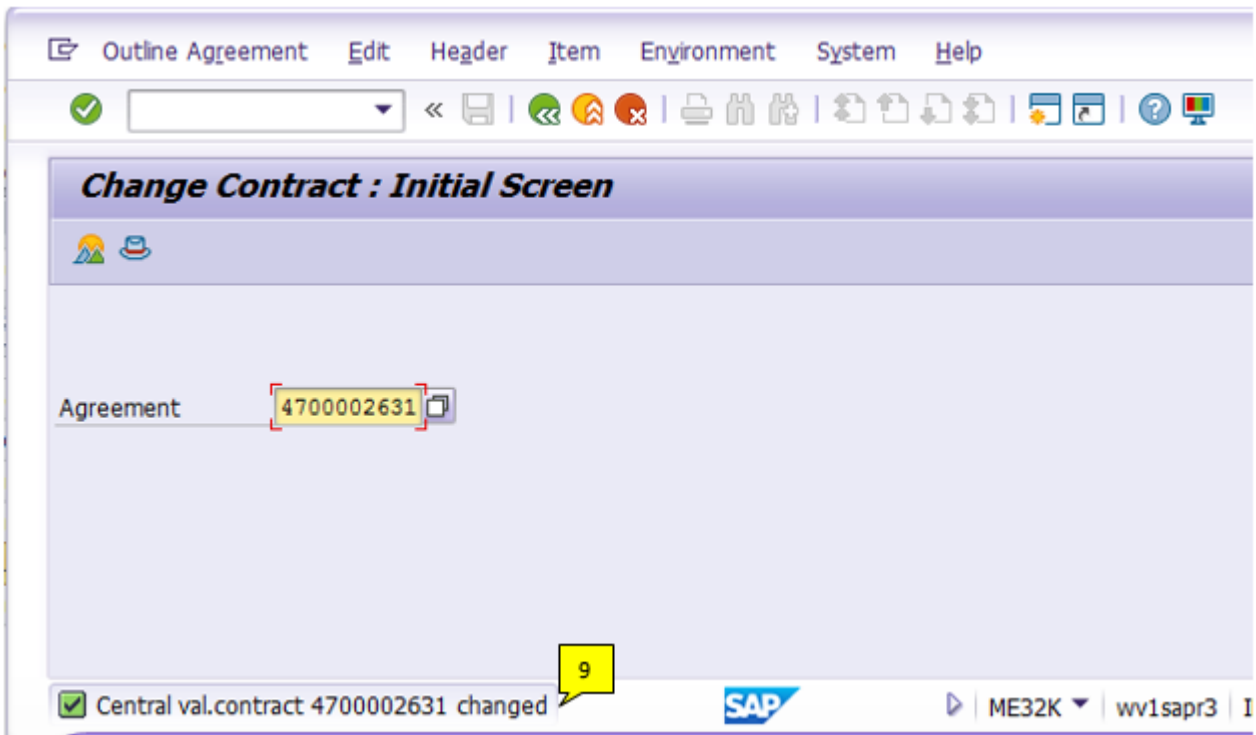 Outline Agreement Edit Header Item Environment System Help
Change Contract : Initial Screen
Agreement 4700002631
9
Central val.contract 4700002631 changed SAP ME32K wv1sapr3